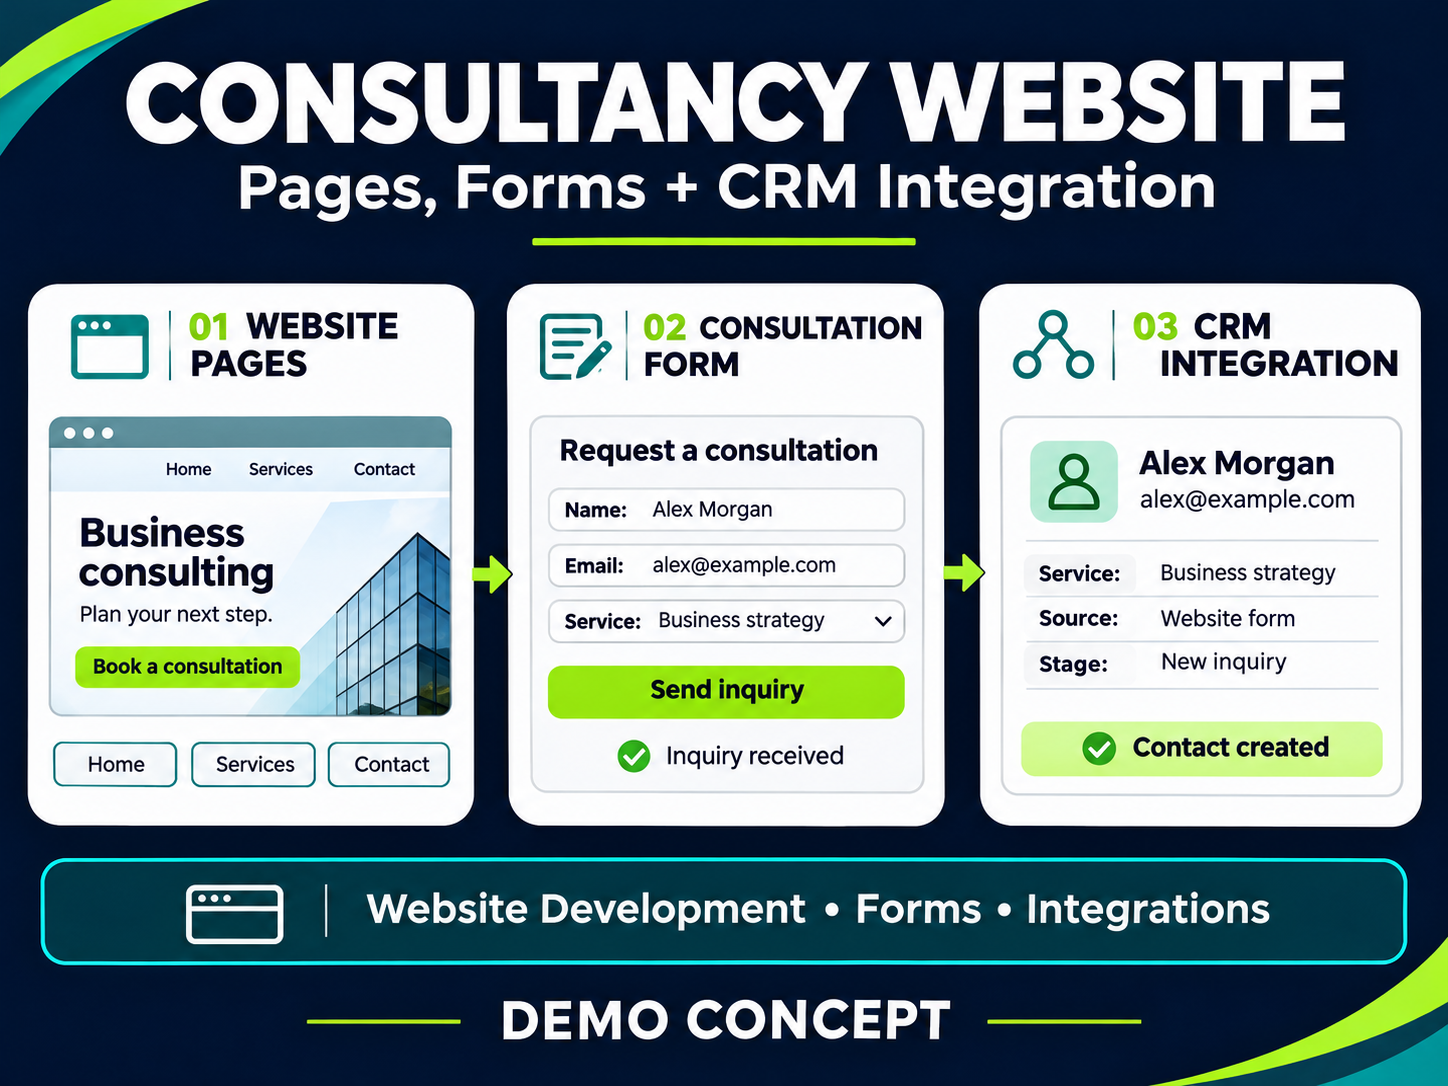 CONSULTANCY WEBSITE
Pages, Forms + CRM Integration
01 WEBSITE
PAGES
Home Services Contact
Business
consulting
Plan your next step.
Book a consultation
Home Services Contact
02 CONSULTATION
FORM
Request a consultation
Name: Alex Morgan
Email: alex@example.com
Service: Business strategy
Send inquiry
Inquiry received
03 CRM
INTEGRATION
Alex Morgan
alex@example.com
Service: Business strategy
Source: Website form
Stage: New inquiry
Contact created
Website Development • Forms • Integrations
DEMO CONCEPT